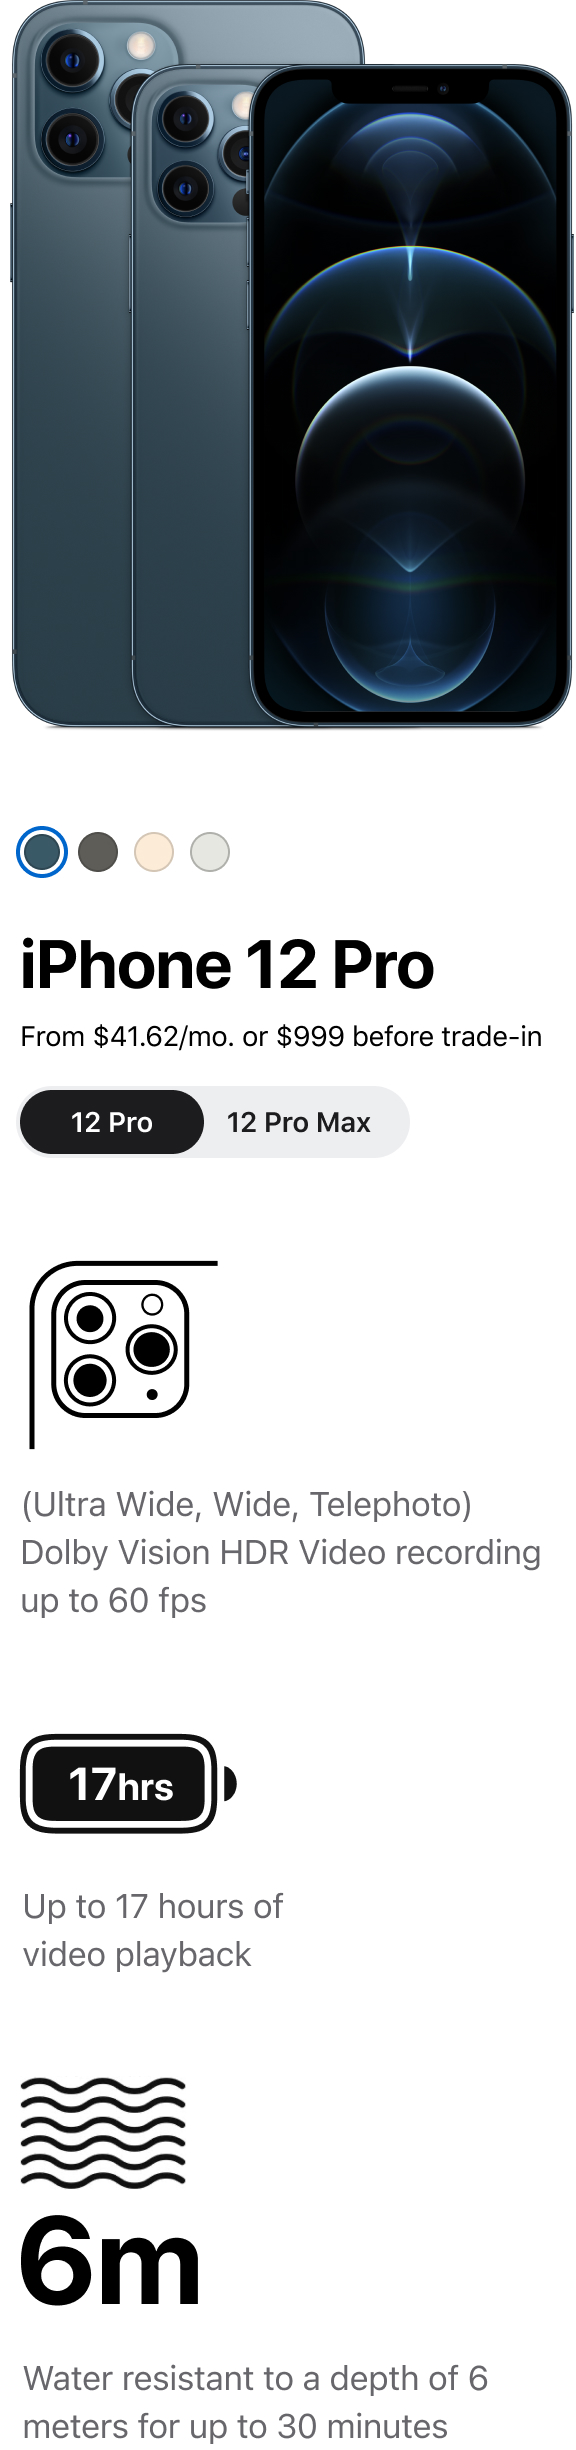 iPhone 12 Pro
From $41.62/mo. or $999 before trade-in
12 Pro 12 Pro Max
(Ultra Wide, Wide, Telephoto)
Dolby Vision HDR Video recording
up to 60 fps
17hrs
Up to 17 hours of
video playback
6m
Water resistant to a depth of 6
meters for up to 30 minutes